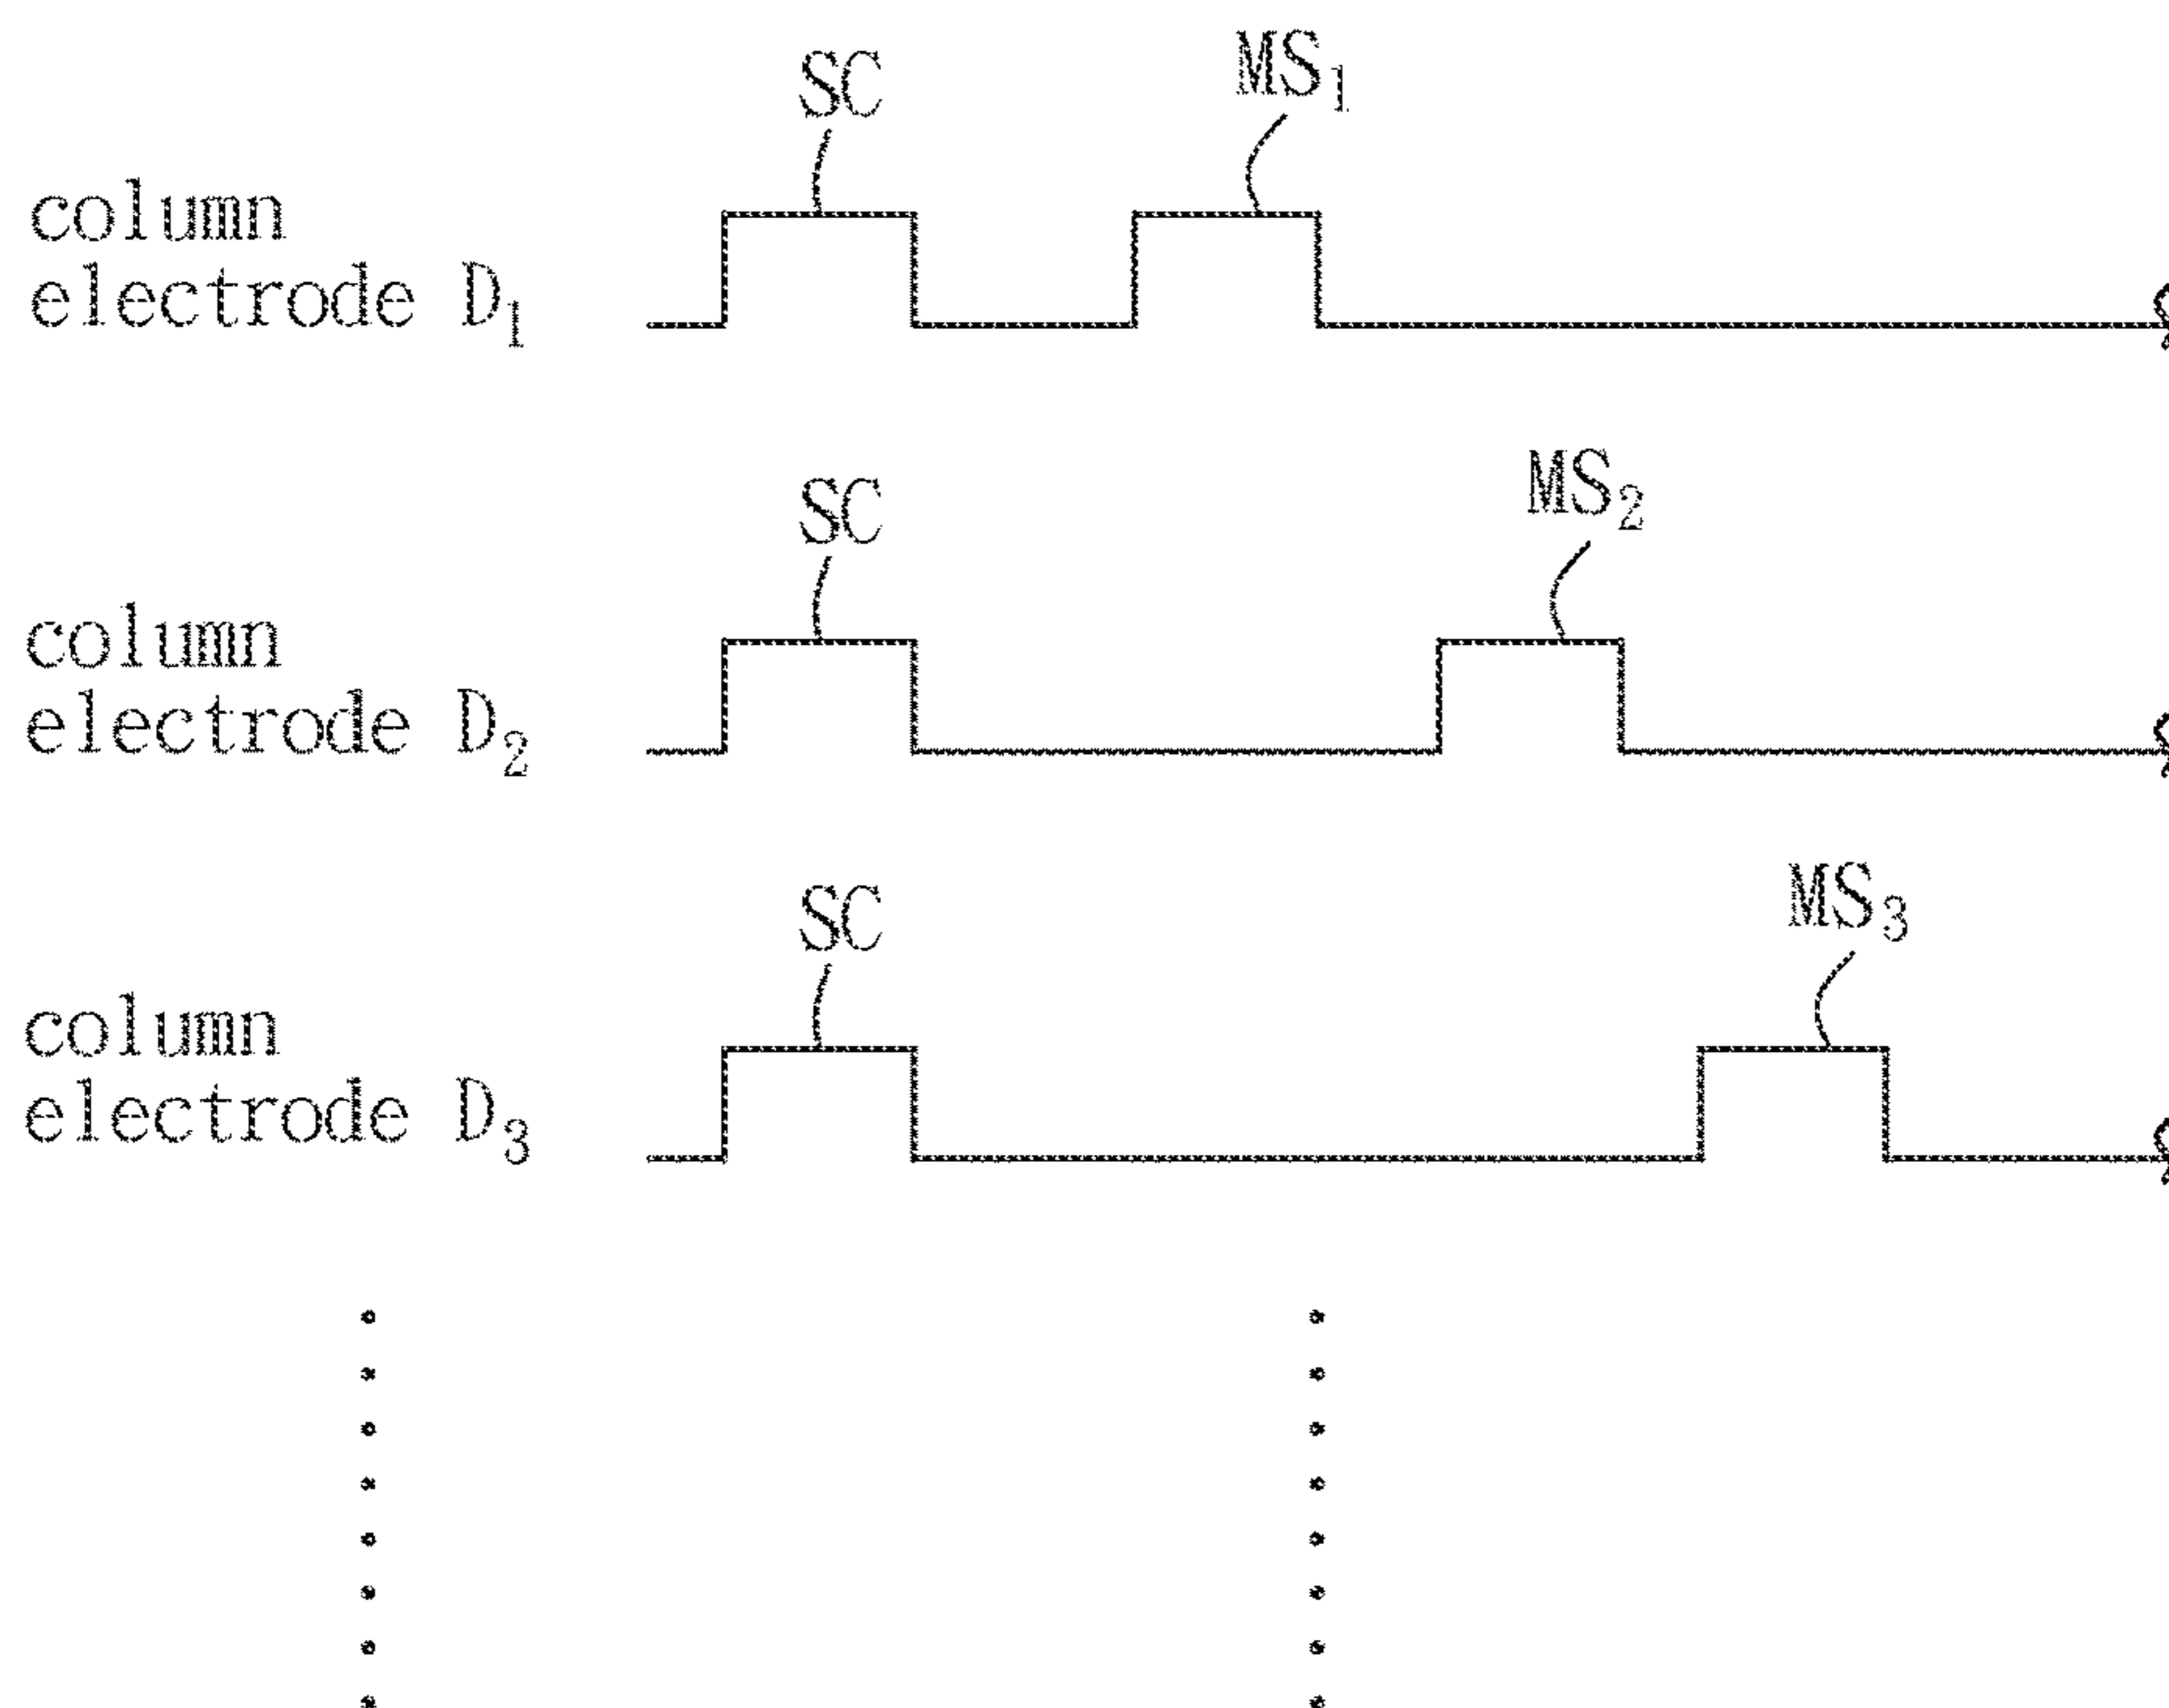 SC
MS₁
column
electrode D₁
SC
MS₂
column
electrode D₂
SC
MS₃
column
electrode D₃